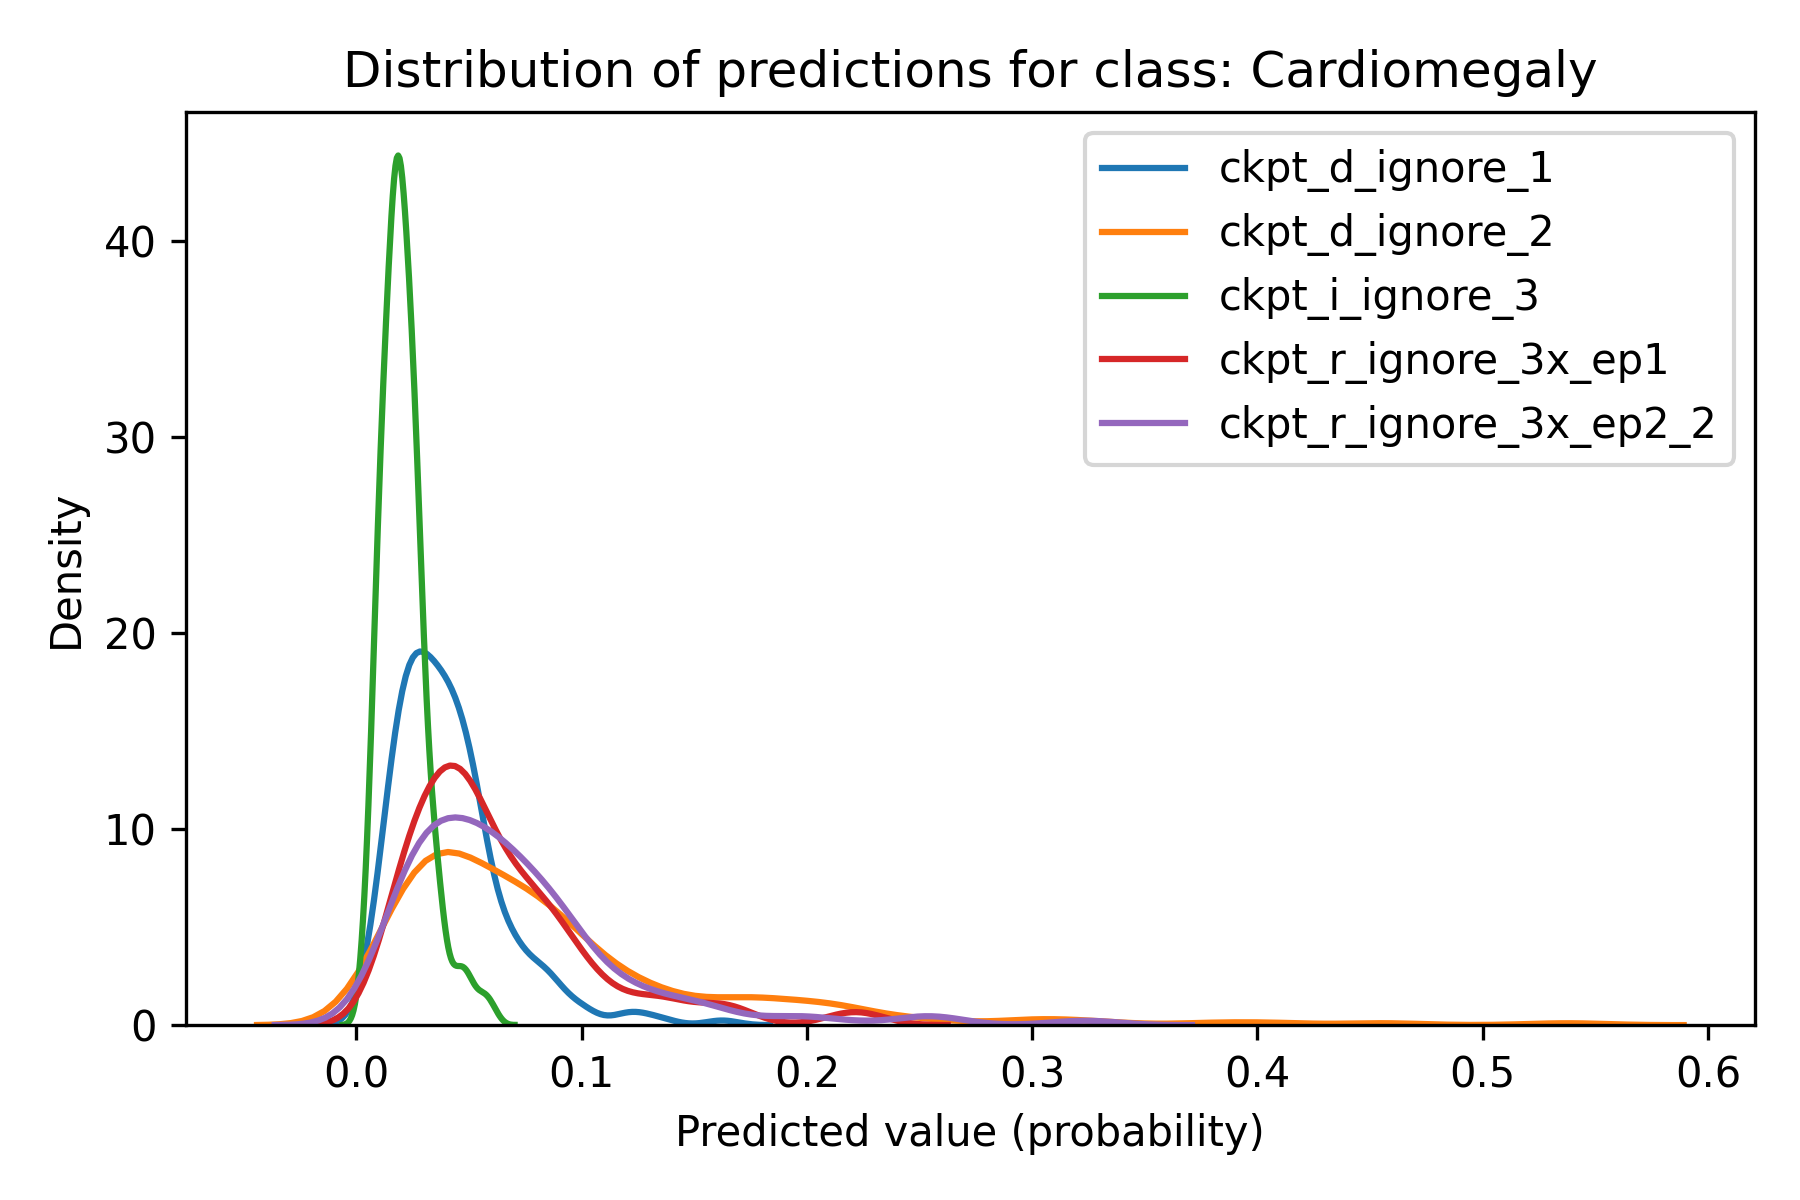 Distribution of predictions for class: Cardiomegaly
ckpt_d_ignore_1
ckpt_d_ignore_2
ckpt_i_ignore_3
ckpt_r_ignore_3x_ep1
ckpt_r_ignore_3x_ep2_2
Density
40
30
20
10
0
0.0 0.1 0.2 0.3 0.4 0.5 0.6
Predicted value (probability)